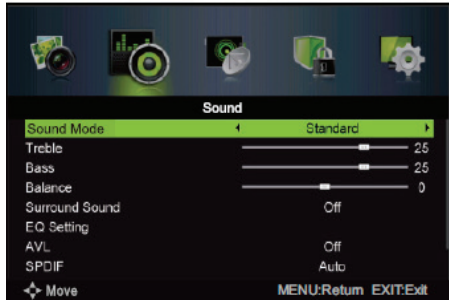 Sound
Sound Mode Standard
Treble 25
Bass 25
Balance 0
Surround Sound Off
EQ Setting
AVL Off
SPDIF Auto
Move MENU:Return EXIT:Exit